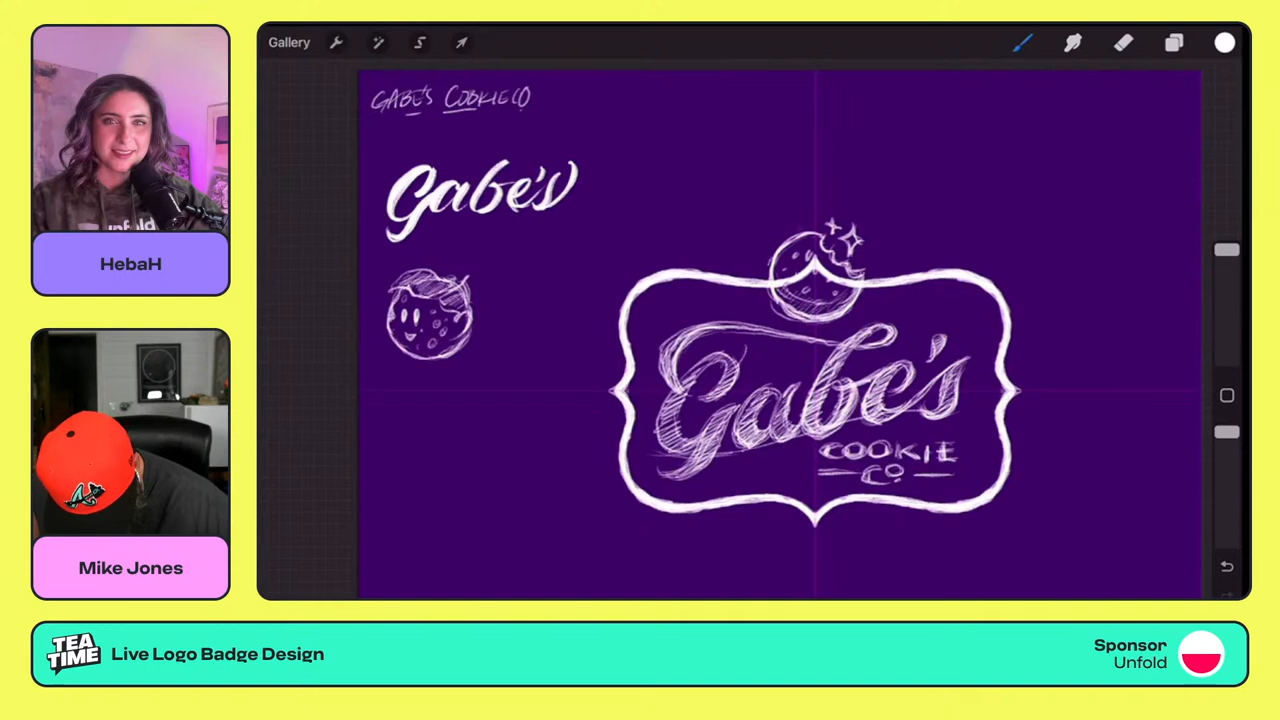 HebaH
Mike Jones
Gallery
GABE'S COOKIE CO
Gabe's
Gabe's
COOKIE
CO
TEA
TIME
Live Logo Badge Design
Sponsor
Unfold